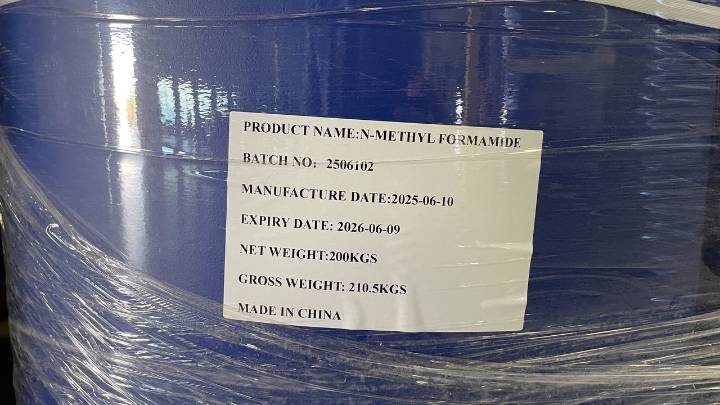 PRODUCT NAME:N-METHYL FORMAMIDE
BATCH NO: 2506102
MANUFACTURE DATE:2025-06-10
EXPIRY DATE: 2026-06-09
NET WEIGHT:200KGS
GROSS WEIGHT: 210.5KGS
MADE IN CHINA